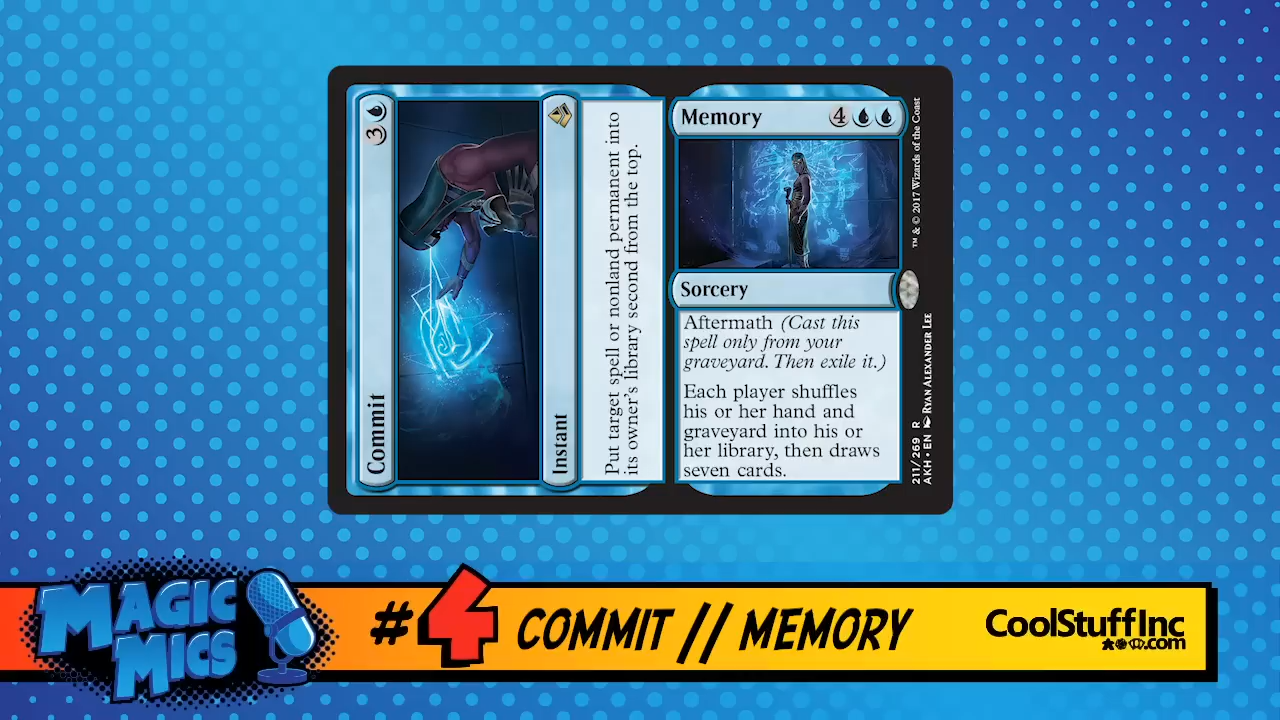 Commit 3
Instant
Put target spell or nonland permanent into
its owner's library second from the top.
Memory 4
Sorcery
Aftermath (Cast this
spell only from your
graveyard. Then exile it.)
Each player shuffles
his or her hand and
graveyard into his or
her library, then draws
seven cards.
™ & © 2017 Wizards of the Coast
211/269 R
AKH • EN RYAN ALEXANDER LEE
MAGIC
MICS
#4 COMMIT // MEMORY
CoolStuffInc
.com